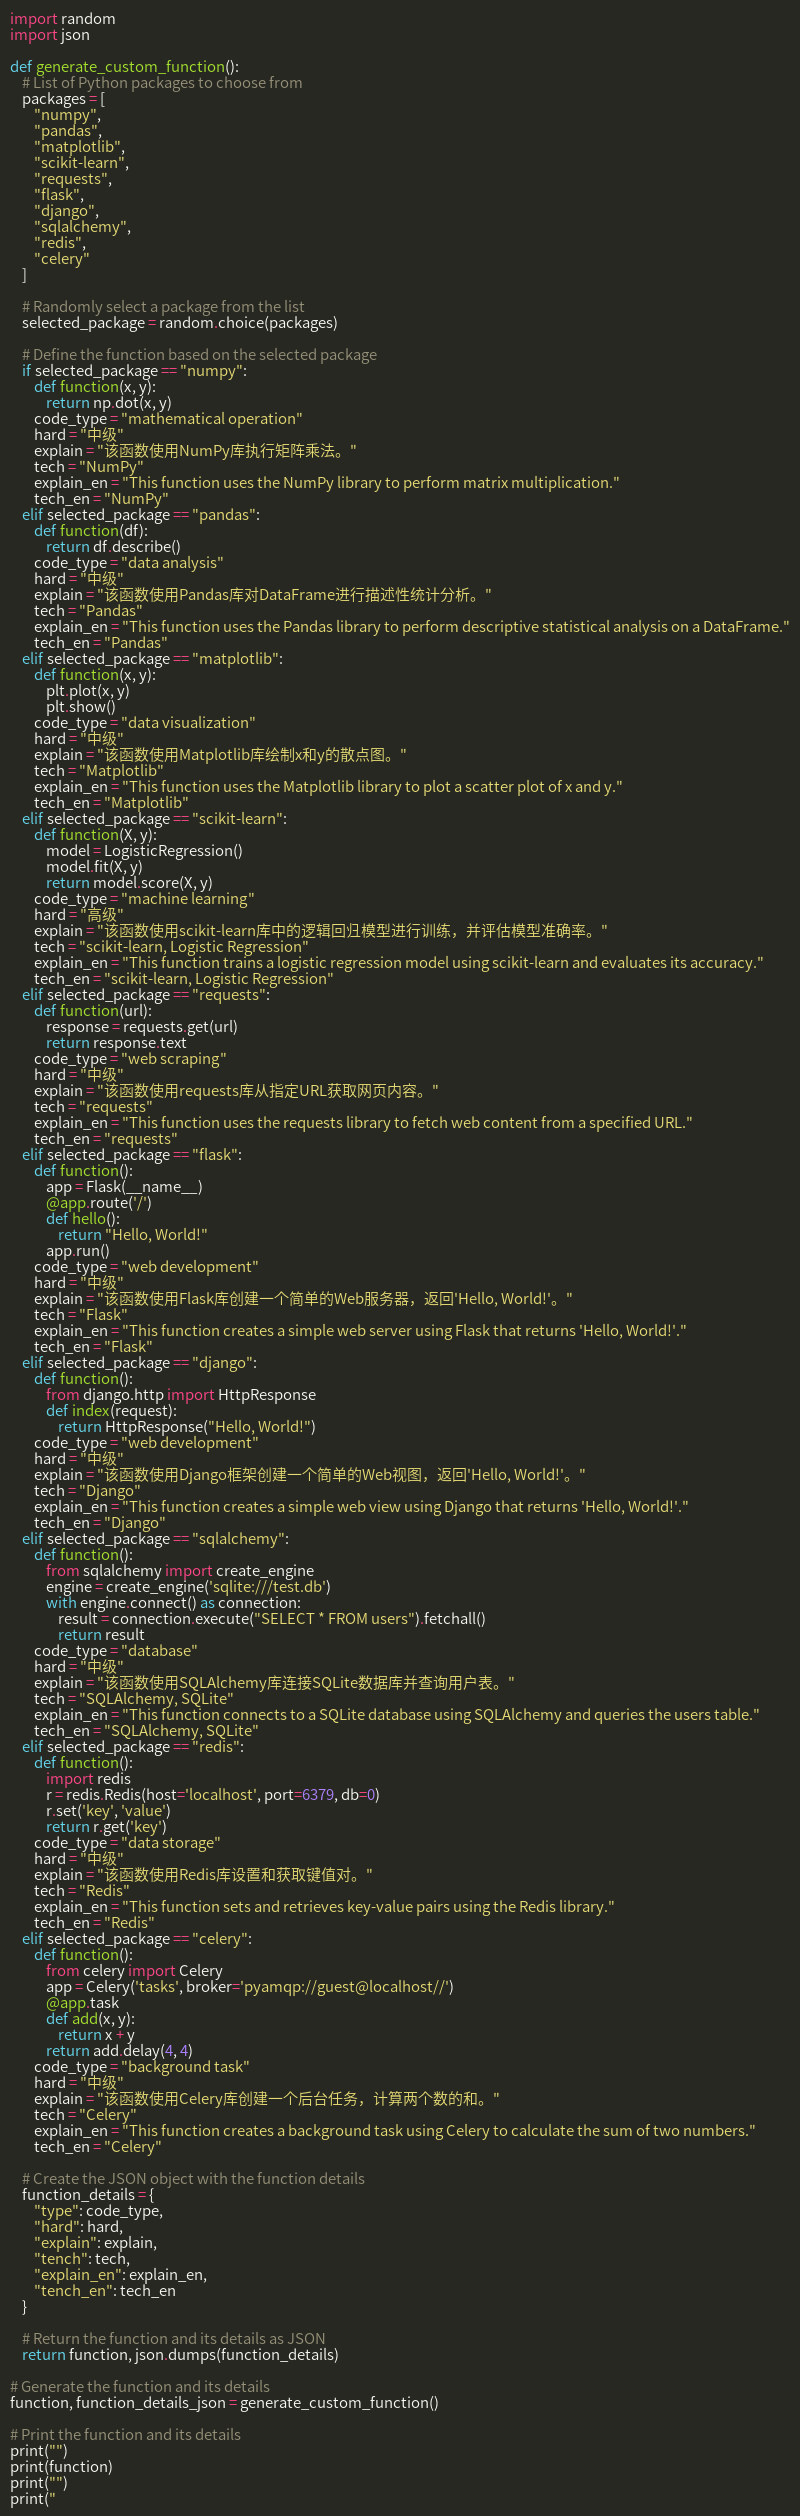 import random
import json

def generate_custom_function():
    # List of Python packages to choose from
    packages = [
        "numpy",
        "pandas",
        "matplotlib",
        "scikit-learn",
        "requests",
        "flask",
        "django",
        "sqlalchemy",
        "redis",
        "celery"
    ]

    # Randomly select a package from the list
    selected_package = random.choice(packages)

    # Define the function based on the selected package
    if selected_package == "numpy":
        def function(x, y):
            return np.dot(x, y)
        code_type = "mathematical operation"
        hard = "中级"
        explain = "该函数使用NumPy库执行矩阵乘法。"
        tech = "NumPy"
        explain_en = "This function uses the NumPy library to perform matrix multiplication."
        tech_en = "NumPy"
    elif selected_package == "pandas":
        def function(df):
            return df.describe()
        code_type = "data analysis"
        hard = "中级"
        explain = "该函数使用Pandas库对DataFrame进行描述性统计分析。"
        tech = "Pandas"
        explain_en = "This function uses the Pandas library to perform descriptive statistical analysis on a DataFrame."
        tech_en = "Pandas"
    elif selected_package == "matplotlib":
        def function(x, y):
            plt.plot(x, y)
            plt.show()
        code_type = "data visualization"
        hard = "中级"
        explain = "该函数使用Matplotlib库绘制x和y的散点图。"
        tech = "Matplotlib"
        explain_en = "This function uses the Matplotlib library to plot a scatter plot of x and y."
        tech_en = "Matplotlib"
    elif selected_package == "scikit-learn":
        def function(X, y):
            model = LogisticRegression()
            model.fit(X, y)
            return model.score(X, y)
        code_type = "machine learning"
        hard = "高级"
        explain = "该函数使用scikit-learn库中的逻辑回归模型进行训练，并评估模型准确率。"
        tech = "scikit-learn, Logistic Regression"
        explain_en = "This function trains a logistic regression model using scikit-learn and evaluates its accuracy."
        tech_en = "scikit-learn, Logistic Regression"
    elif selected_package == "requests":
        def function(url):
            response = requests.get(url)
            return response.text
        code_type = "web scraping"
        hard = "中级"
        explain = "该函数使用requests库从指定URL获取网页内容。"
        tech = "requests"
        explain_en = "This function uses the requests library to fetch web content from a specified URL."
        tech_en = "requests"
    elif selected_package == "flask":
        def function():
            app = Flask(__name__)
            @app.route('/')
            def hello():
                return "Hello, World!"
            app.run()
        code_type = "web development"
        hard = "中级"
        explain = "该函数使用Flask库创建一个简单的Web服务器，返回'Hello, World!'。"
        tech = "Flask"
        explain_en = "This function creates a simple web server using Flask that returns 'Hello, World!'."
        tech_en = "Flask"
    elif selected_package == "django":
        def function():
            from django.http import HttpResponse
            def index(request):
                return HttpResponse("Hello, World!")
        code_type = "web development"
        hard = "中级"
        explain = "该函数使用Django框架创建一个简单的Web视图，返回'Hello, World!'。"
        tech = "Django"
        explain_en = "This function creates a simple web view using Django that returns 'Hello, World!'."
        tech_en = "Django"
    elif selected_package == "sqlalchemy":
        def function():
            from sqlalchemy import create_engine
            engine = create_engine('sqlite:///test.db')
            with engine.connect() as connection:
                result = connection.execute("SELECT * FROM users").fetchall()
                return result
        code_type = "database"
        hard = "中级"
        explain = "该函数使用SQLAlchemy库连接SQLite数据库并查询用户表。"
        tech = "SQLAlchemy, SQLite"
        explain_en = "This function connects to a SQLite database using SQLAlchemy and queries the users table."
        tech_en = "SQLAlchemy, SQLite"
    elif selected_package == "redis":
        def function():
            import redis
            r = redis.Redis(host='localhost', port=6379, db=0)
            r.set('key', 'value')
            return r.get('key')
        code_type = "data storage"
        hard = "中级"
        explain = "该函数使用Redis库设置和获取键值对。"
        tech = "Redis"
        explain_en = "This function sets and retrieves key-value pairs using the Redis library."
        tech_en = "Redis"
    elif selected_package == "celery":
        def function():
            from celery import Celery
            app = Celery('tasks', broker='pyamqp://guest@localhost//')
            @app.task
            def add(x, y):
                return x + y
            return add.delay(4, 4)
        code_type = "background task"
        hard = "中级"
        explain = "该函数使用Celery库创建一个后台任务，计算两个数的和。"
        tech = "Celery"
        explain_en = "This function creates a background task using Celery to calculate the sum of two numbers."
        tech_en = "Celery"

    # Create the JSON object with the function details
    function_details = {
        "type": code_type,
        "hard": hard,
        "explain": explain,
        "tench": tech,
        "explain_en": explain_en,
        "tench_en": tech_en
    }

    # Return the function and its details as JSON
    return function, json.dumps(function_details)

# Generate the function and its details
function, function_details_json = generate_custom_function()

# Print the function and its details
print("")
print(function)
print("")
print("